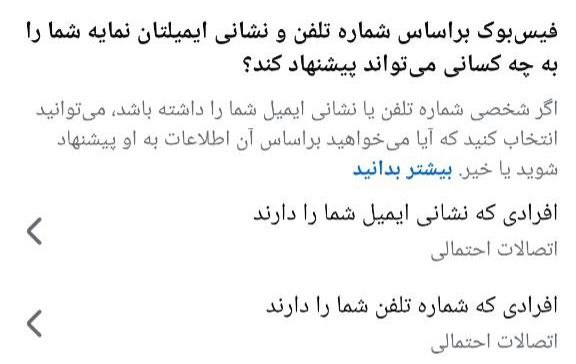 فیس‌بوک براساس شماره تلفن و نشانی ایمیلتان نمایه شما را
به چه کسانی می‌تواند پیشنهاد کند؟
اگر شخصی شماره تلفن یا نشانی ایمیل شما را داشته باشد، می‌توانید
انتخاب کنید که آیا می‌خواهید براساس آن اطلاعات به او پیشنهاد
شوید یا خیر. بیشتر بدانید
افرادی که نشانی ایمیل شما را دارند
اتصالات احتمالی
افرادی که شماره تلفن شما را دارند
اتصالات احتمالی